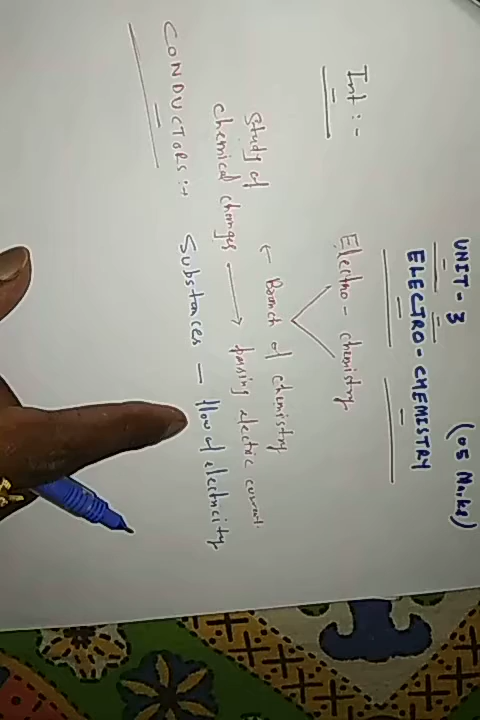 UNIT - 3 (05 Marks)
ELECTRO - CHEMISTRY
Int :-
Electro - chemistry
← Branch of chemistry
Study of chemical changes → passing electric current.
CONDUCTORS :→ Substances — flow of electricity